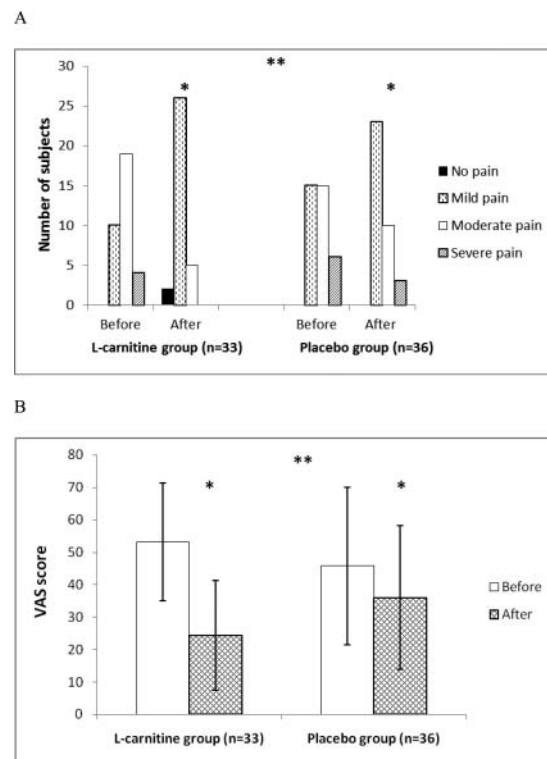 A
**
* *
30
25
20
15
10
5
0
Number of subjects
No pain
Mild pain
Moderate pain
Severe pain
Before After Before After
L-carnitine group (n=33) Placebo group (n=36)
B
**
* *
80
70
60
50
40
30
20
10
0
VAS score
Before
After
L-carnitine group (n=33) Placebo group (n=36)